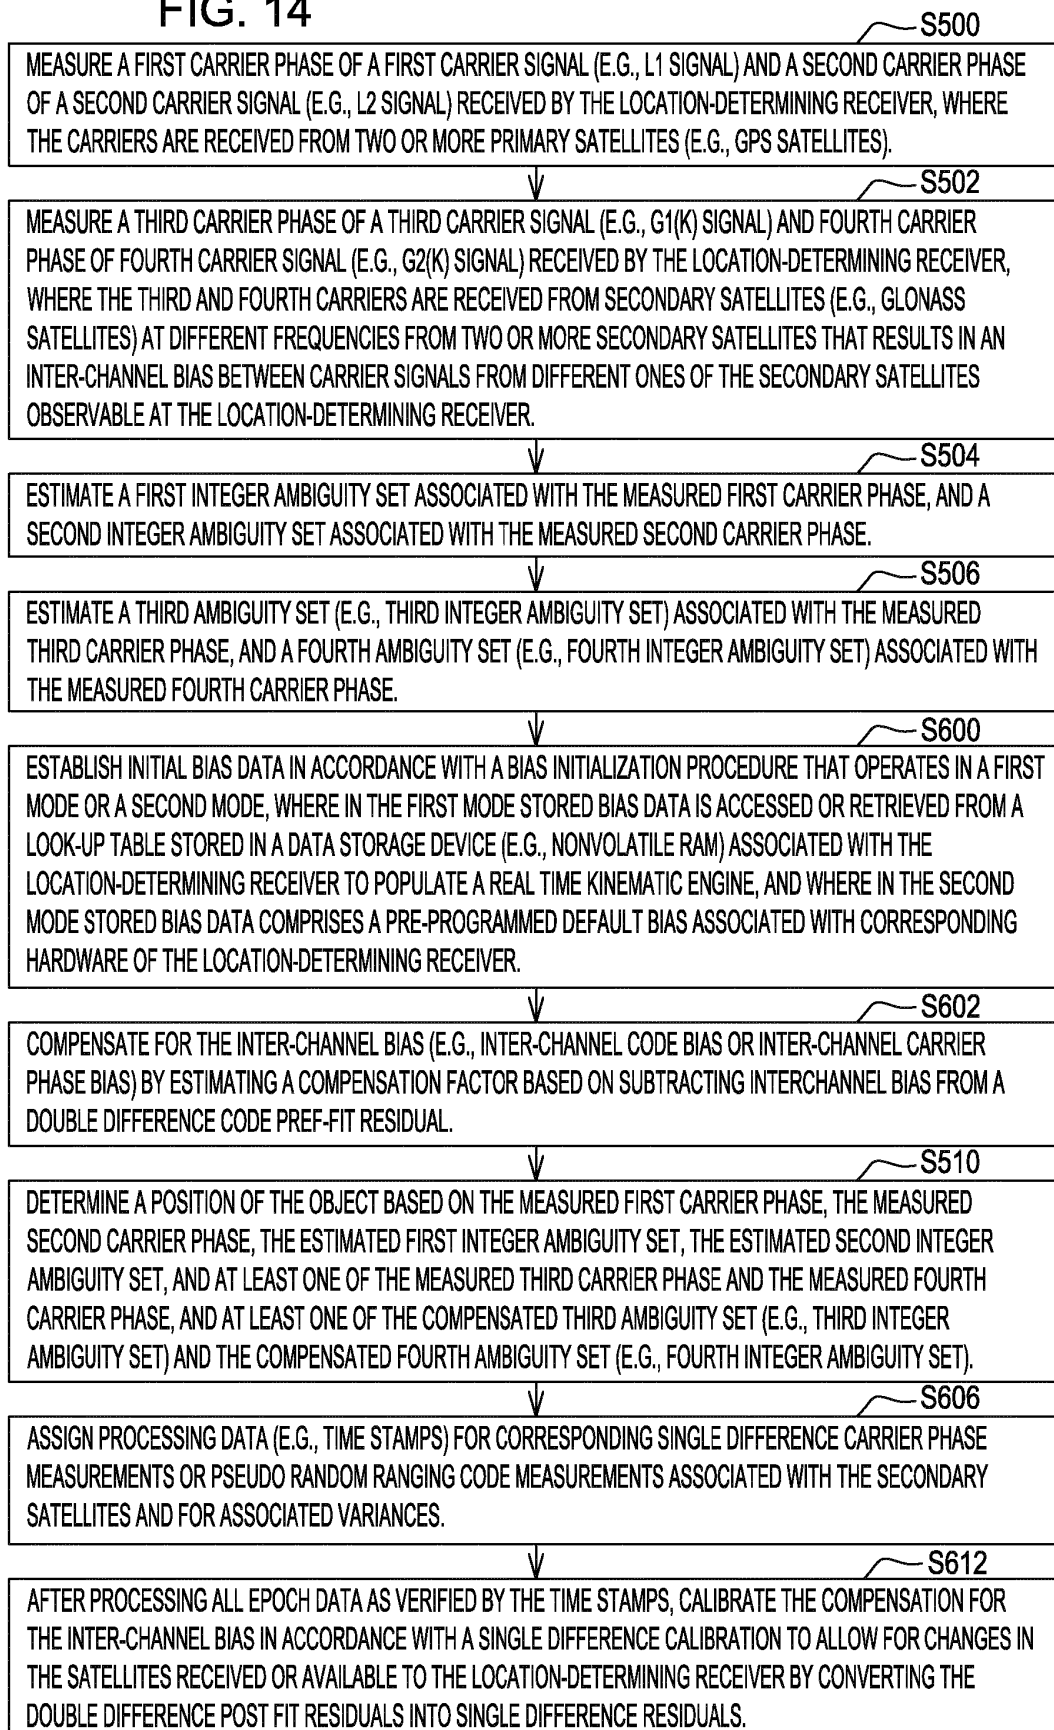 FIG. 14
S500
MEASURE A FIRST CARRIER PHASE OF A FIRST CARRIER SIGNAL (E.G., L1 SIGNAL) AND A SECOND CARRIER PHASE
OF A SECOND CARRIER SIGNAL (E.G., L2 SIGNAL) RECEIVED BY THE LOCATION-DETERMINING RECEIVER, WHERE
THE CARRIERS ARE RECEIVED FROM TWO OR MORE PRIMARY SATELLITES (E.G., GPS SATELLITES).
S502
MEASURE A THIRD CARRIER PHASE OF A THIRD CARRIER SIGNAL (E.G., G1(K) SIGNAL) AND FOURTH CARRIER
PHASE OF FOURTH CARRIER SIGNAL (E.G., G2(K) SIGNAL) RECEIVED BY THE LOCATION-DETERMINING RECEIVER,
WHERE THE THIRD AND FOURTH CARRIERS ARE RECEIVED FROM SECONDARY SATELLITES (E.G., GLONASS
SATELLITES) AT DIFFERENT FREQUENCIES FROM TWO OR MORE SECONDARY SATELLITES THAT RESULTS IN AN
INTER-CHANNEL BIAS BETWEEN CARRIER SIGNALS FROM DIFFERENT ONES OF THE SECONDARY SATELLITES
OBSERVABLE AT THE LOCATION-DETERMINING RECEIVER.
S504
ESTIMATE A FIRST INTEGER AMBIGUITY SET ASSOCIATED WITH THE MEASURED FIRST CARRIER PHASE, AND A
SECOND INTEGER AMBIGUITY SET ASSOCIATED WITH THE MEASURED SECOND CARRIER PHASE.
S506
ESTIMATE A THIRD AMBIGUITY SET (E.G., THIRD INTEGER AMBIGUITY SET) ASSOCIATED WITH THE MEASURED
THIRD CARRIER PHASE, AND A FOURTH AMBIGUITY SET (E.G., FOURTH INTEGER AMBIGUITY SET) ASSOCIATED WITH
THE MEASURED FOURTH CARRIER PHASE.
S600
ESTABLISH INITIAL BIAS DATA IN ACCORDANCE WITH A BIAS INITIALIZATION PROCEDURE THAT OPERATES IN A FIRST
MODE OR A SECOND MODE, WHERE IN THE FIRST MODE STORED BIAS DATA IS ACCESSED OR RETRIEVED FROM A
LOOK-UP TABLE STORED IN A DATA STORAGE DEVICE (E.G., NONVOLATILE RAM) ASSOCIATED WITH THE
LOCATION-DETERMINING RECEIVER TO POPULATE A REAL TIME KINEMATIC ENGINE, AND WHERE IN THE SECOND
MODE STORED BIAS DATA COMPRISES A PRE-PROGRAMMED DEFAULT BIAS ASSOCIATED WITH CORRESPONDING
HARDWARE OF THE LOCATION-DETERMINING RECEIVER.
S602
COMPENSATE FOR THE INTER-CHANNEL BIAS (E.G., INTER-CHANNEL CODE BIAS OR INTER-CHANNEL CARRIER
PHASE BIAS) BY ESTIMATING A COMPENSATION FACTOR BASED ON SUBTRACTING INTERCHANNEL BIAS FROM A
DOUBLE DIFFERENCE CODE PREF-FIT RESIDUAL.
S510
DETERMINE A POSITION OF THE OBJECT BASED ON THE MEASURED FIRST CARRIER PHASE, THE MEASURED
SECOND CARRIER PHASE, THE ESTIMATED FIRST INTEGER AMBIGUITY SET, THE ESTIMATED SECOND INTEGER
AMBIGUITY SET, AND AT LEAST ONE OF THE MEASURED THIRD CARRIER PHASE AND THE MEASURED FOURTH
CARRIER PHASE, AND AT LEAST ONE OF THE COMPENSATED THIRD AMBIGUITY SET (E.G., THIRD INTEGER
AMBIGUITY SET) AND THE COMPENSATED FOURTH AMBIGUITY SET (E.G., FOURTH INTEGER AMBIGUITY SET).
S606
ASSIGN PROCESSING DATA (E.G., TIME STAMPS) FOR CORRESPONDING SINGLE DIFFERENCE CARRIER PHASE
MEASUREMENTS OR PSEUDO RANDOM RANGING CODE MEASUREMENTS ASSOCIATED WITH THE SECONDARY
SATELLITES AND FOR ASSOCIATED VARIANCES.
S612
AFTER PROCESSING ALL EPOCH DATA AS VERIFIED BY THE TIME STAMPS, CALIBRATE THE COMPENSATION FOR
THE INTER-CHANNEL BIAS IN ACCORDANCE WITH A SINGLE DIFFERENCE CALIBRATION TO ALLOW FOR CHANGES IN
THE SATELLITES RECEIVED OR AVAILABLE TO THE LOCATION-DETERMINING RECEIVER BY CONVERTING THE
DOUBLE DIFFERENCE POST FIT RESIDUALS INTO SINGLE DIFFERENCE RESIDUALS.